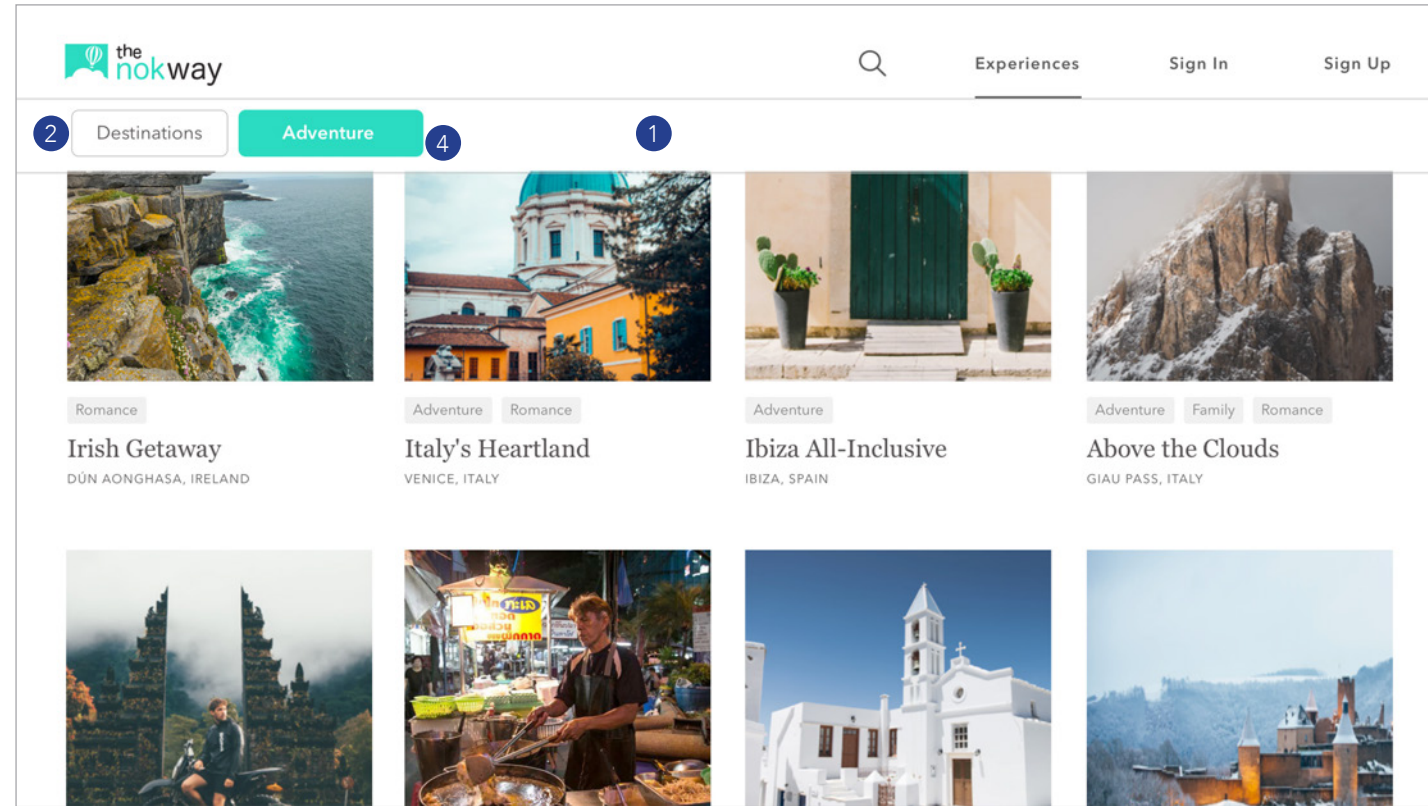 the
nokway
Experiences
Sign In
Sign Up
2
Destinations
Adventure
4
1
Romance
Irish Getaway
DÚN AONGHASA, IRELAND
Adventure
Romance
Italy's Heartland
VENICE, ITALY
Adventure
Ibiza All-Inclusive
IBIZA, SPAIN
Adventure
Family
Romance
Above the Clouds
GIAU PASS, ITALY